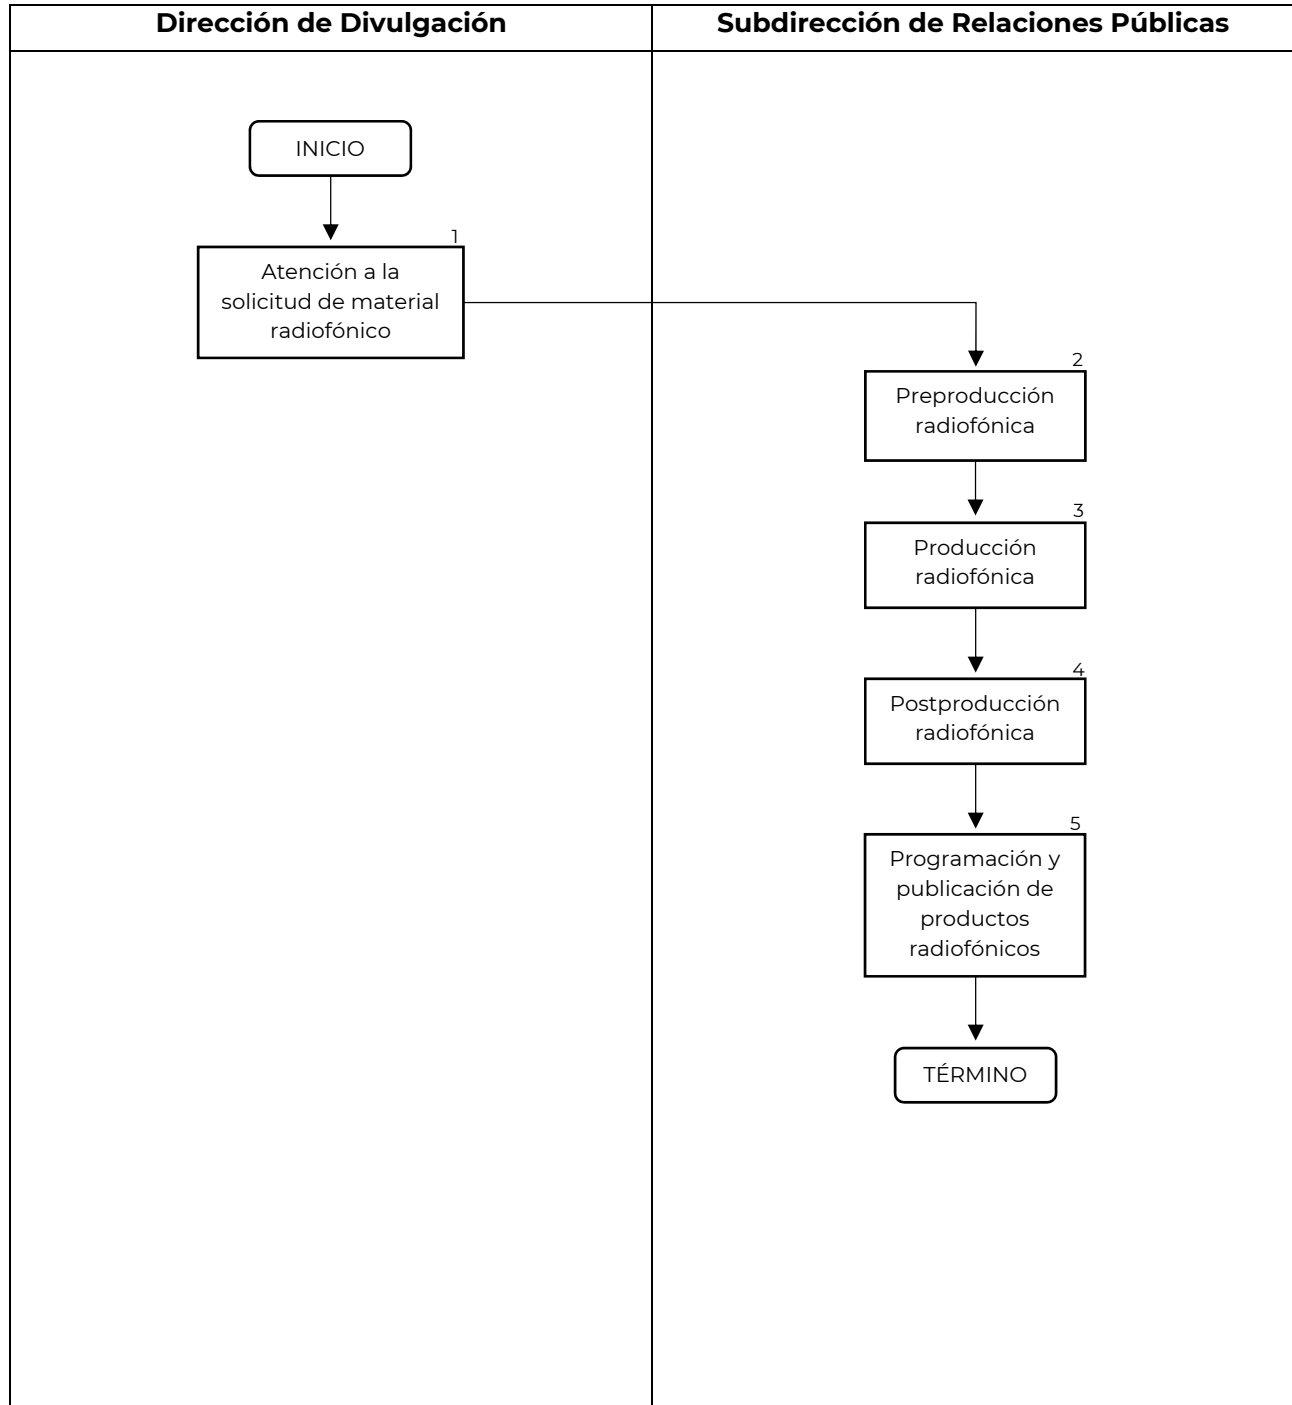 Dirección de Divulgación
Subdirección de Relaciones Públicas
INICIO
1
Atención a la
solicitud de material
radiofónico
2
Preproducción
radiofónica
3
Producción
radiofónica
4
Postproducción
radiofónica
5
Programación y
publicación de
productos
radiofónicos
TÉRMINO